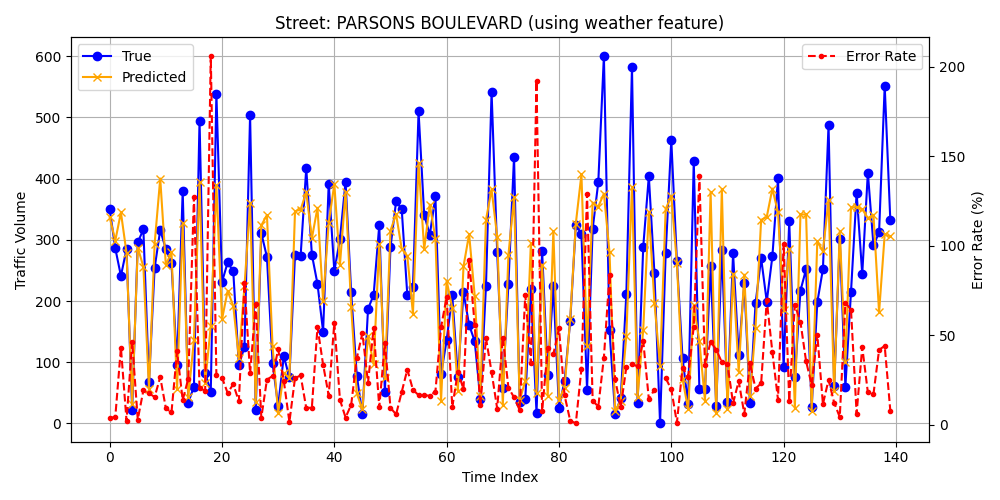 Street: PARSONS BOULEVARD (using weather feature)
True
Predicted
Error Rate
600
500
400
300
200
100
0
Traffic Volume
200
150
100
50
0
Error Rate (%)
0 20 40 60 80 100 120 140
Time Index